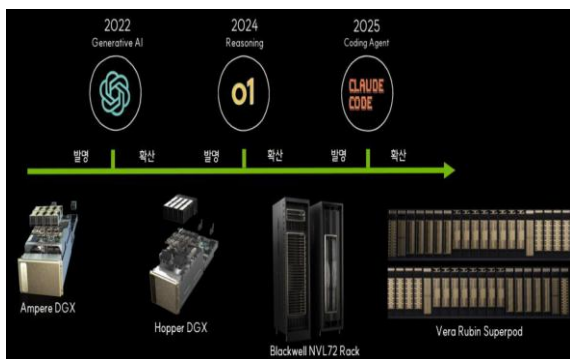 2022
Generative AI
2024
Reasoning
2025
Coding Agent
o1
CLAUDE
CODE
발명
확산
발명
확산
발명
확산
Ampere DGX
Hopper DGX
Blackwell NVL72 Rack
Vera Rubin Superpod